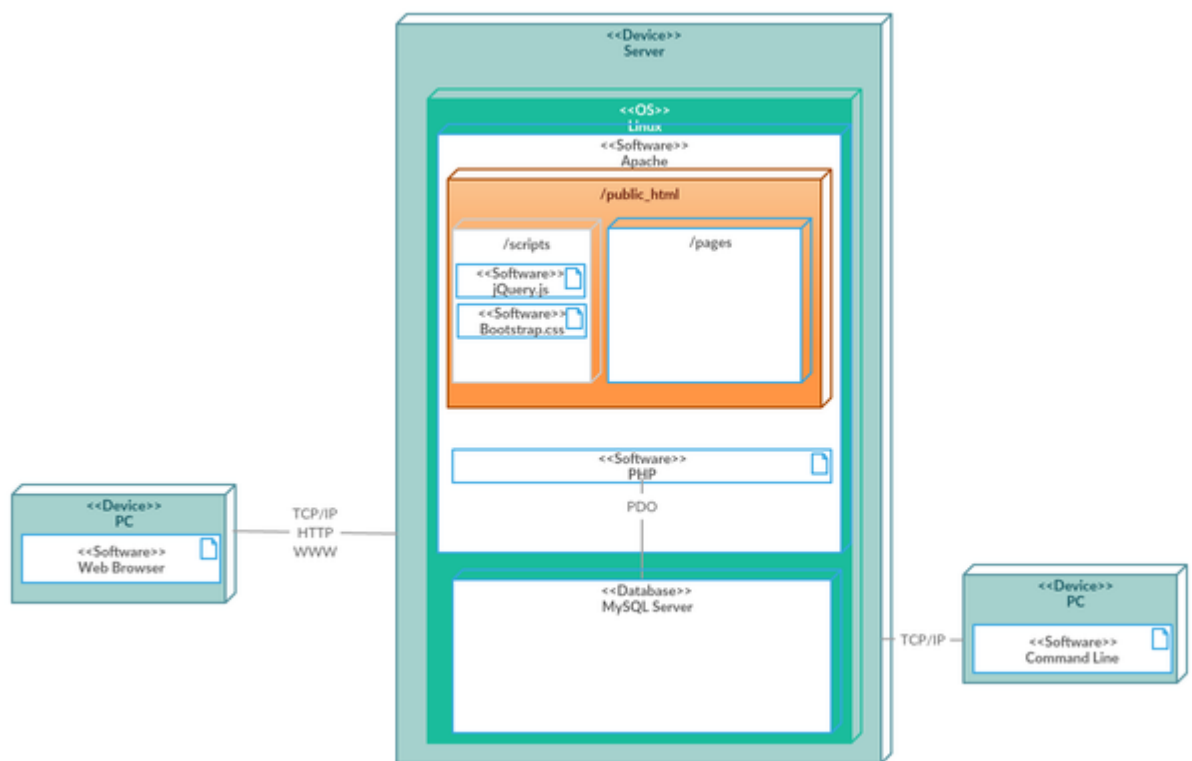 <<Device>>
Server
<<OS>>
Linux
<<Software>>
Apache
/public_html
/scripts
<<Software>>
jQuery.js
<<Software>>
Bootstrap.css
/pages
<<Software>>
PHP
PDO
<<Database>>
MySQL Server
<<Device>>
PC
<<Software>>
Web Browser
TCP/IP
HTTP
WWW
TCP/IP
<<Device>>
PC
<<Software>>
Command Line